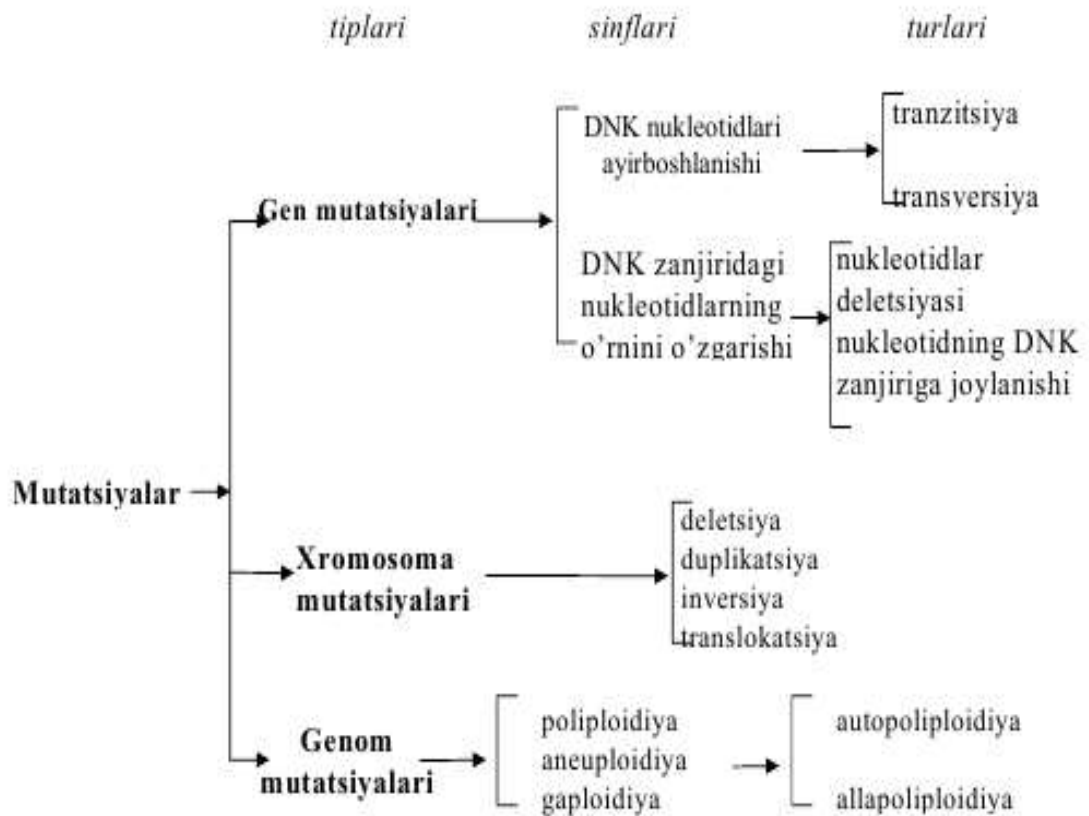 tiplari sinflari turlari
DNK nukleotidlari
ayirboshlanishi
tranzitsiya
transversiya
Gen mutatsiyalari
DNK zanjiridagi
nukleotidlarning
o’rnini o’zgarishi
nukleotidlar
deletsiyasi
nukleotidning DNK
zanjiriga joylanishi
Mutatsiyalar
Xromosoma
mutatsiyalari
deletsiya
duplikatsiya
inversiya
translokatsiya
Genom
mutatsiyalari
poliploidiya
aneuploidiya
gaploidiya
autopoliploidiya
allapoliploidiya